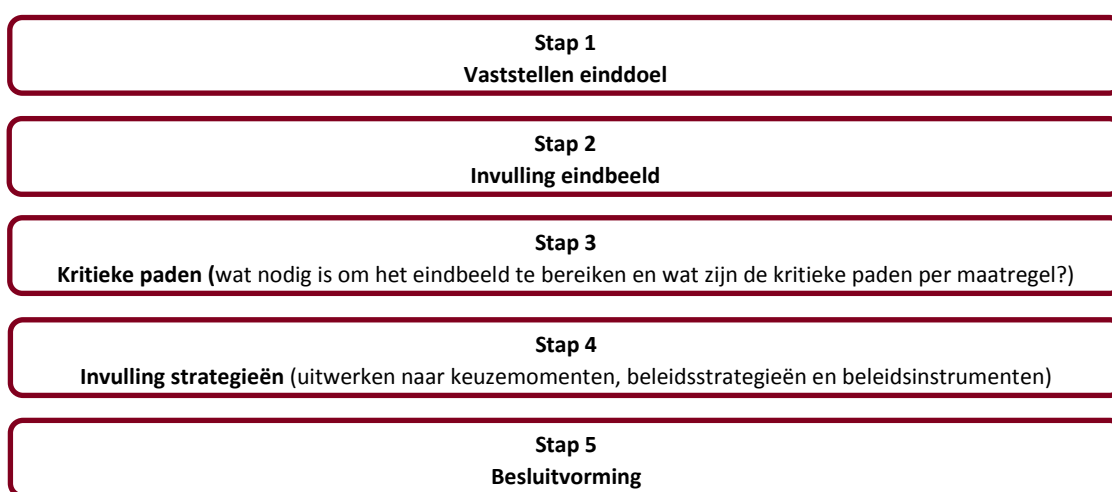 Stap 1
Vaststellen einddoel
Stap 2
Invulling eindbeeld
Stap 3
Kritieke paden (wat nodig is om het eindbeeld te bereiken en wat zijn de kritieke paden per maatregel?)
Stap 4
Invulling strategieën (uitwerken naar keuzemomenten, beleidsstrategieën en beleidsinstrumenten)
Stap 5
Besluitvorming